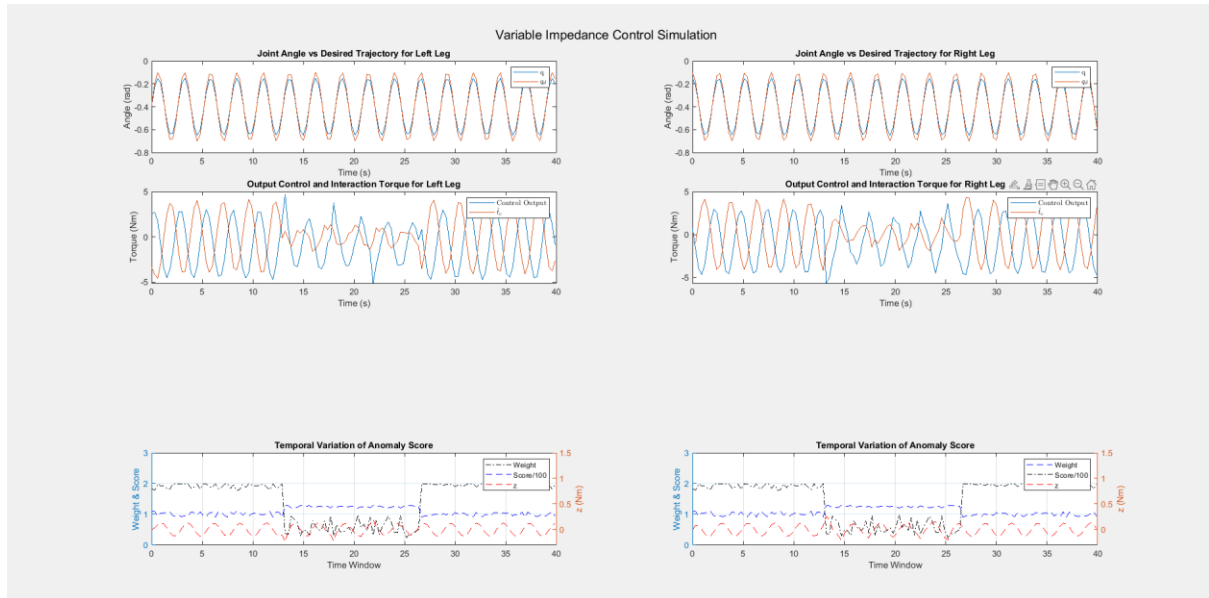 Variable Impedance Control Simulation
Joint Angle vs Desired Trajectory for Left Leg
Angle (rad)
0
-0.2
-0.4
-0.6
-0.8
q
q_d
0 5 10 15 20 25 30 35 40
Time (s)
Joint Angle vs Desired Trajectory for Right Leg
Angle (rad)
0
-0.2
-0.4
-0.6
-0.8
q
q_d
0 5 10 15 20 25 30 35 40
Time (s)
Output Control and Interaction Torque for Left Leg
Torque (Nm)
5
0
-5
Control Output
0 5 10 15 20 25 30 35 40
Time (s)
Output Control and Interaction Torque for Right Leg
Torque (Nm)
5
0
-5
Control Output
0 5 10 15 20 25 30 35 40
Time (s)
Temporal Variation of Anomaly Score
Weight & Score
3
2
1
0
Weight
Score/100
z
1.5
1
0.5
0
z (Nm)
0 5 10 15 20 25 30 35 40
Time Window
Temporal Variation of Anomaly Score
Weight & Score
3
2
1
0
Weight
Score/100
z
1.5
1
0.5
0
z (Nm)
0 5 10 15 20 25 30 35 40
Time Window